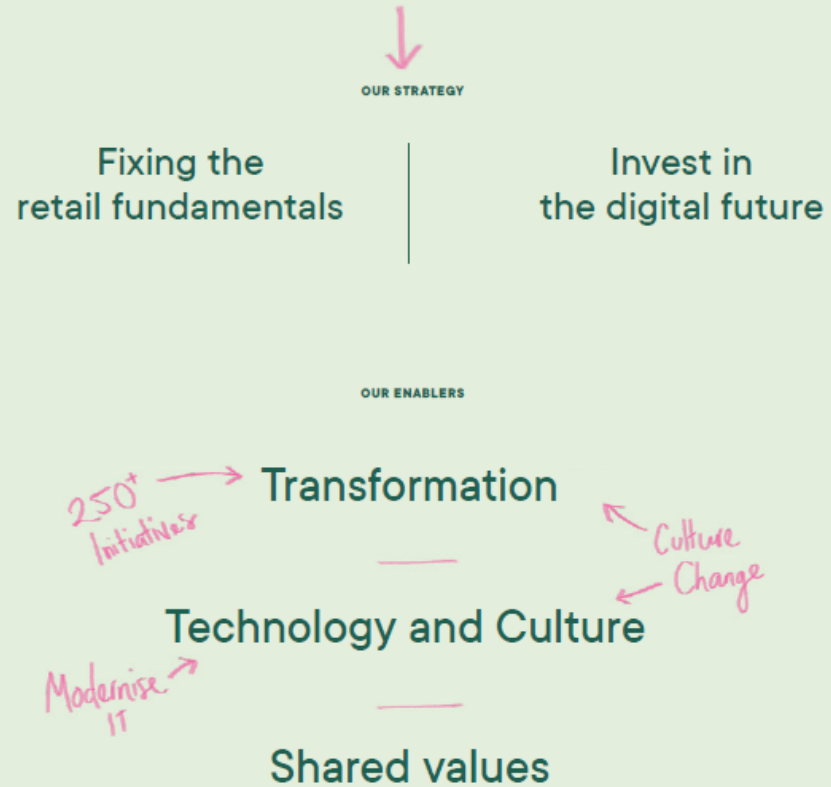 OUR STRATEGY
Fixing the
retail fundamentals
Invest in
the digital future
OUR ENABLERS
250+
Initiatives
Transformation
Culture
Change
Technology and Culture
Modernise
IT
Shared values